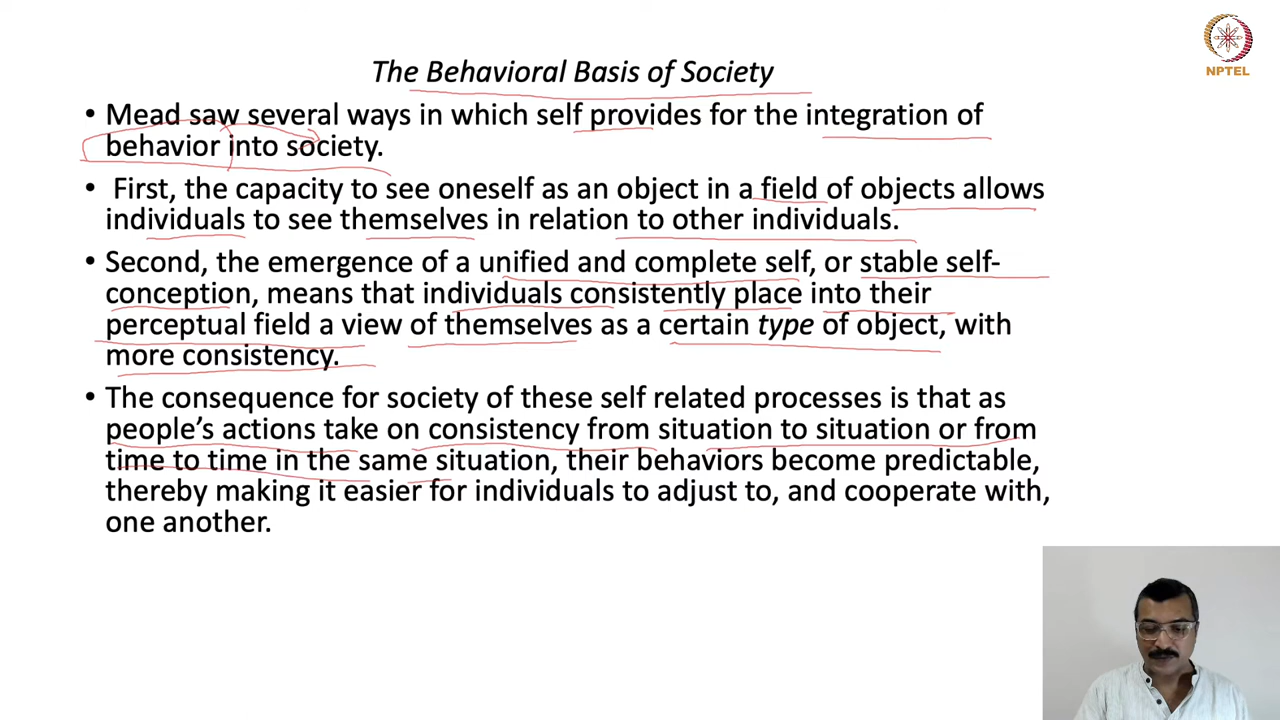 NPTEL
The Behavioral Basis of Society
• Mead saw several ways in which self provides for the integration of
behavior into society.
• First, the capacity to see oneself as an object in a field of objects allows
individuals to see themselves in relation to other individuals.
• Second, the emergence of a unified and complete self, or stable self-
conception, means that individuals consistently place into their
perceptual field a view of themselves as a certain type of object, with
more consistency.
• The consequence for society of these self related processes is that as
people's actions take on consistency from situation to situation or from
time to time in the same situation, their behaviors become predictable,
thereby making it easier for individuals to adjust to, and cooperate with,
one another.